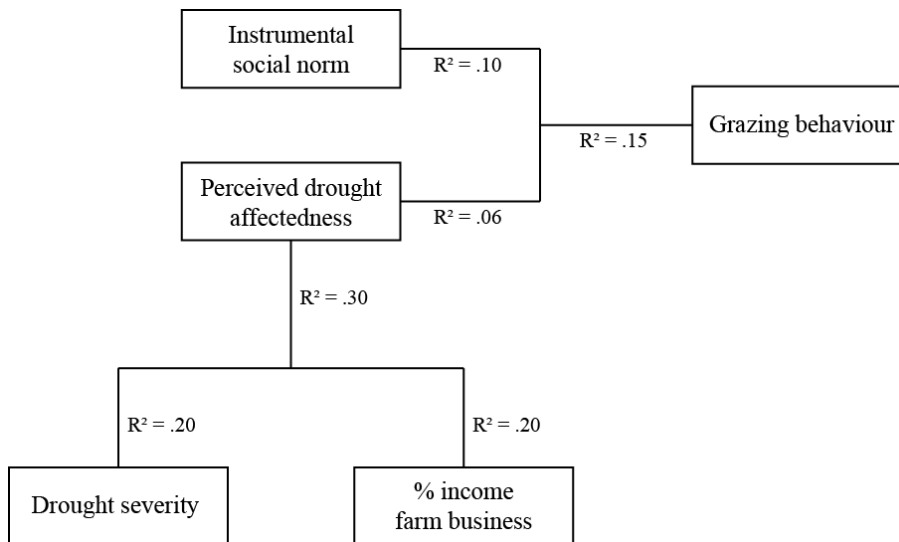 Instrumental
social norm
R² = .10
Grazing behaviour
R² = .15
Perceived drought
affectedness
R² = .06
R² = .30
R² = .20
R² = .20
Drought severity
% income
farm business